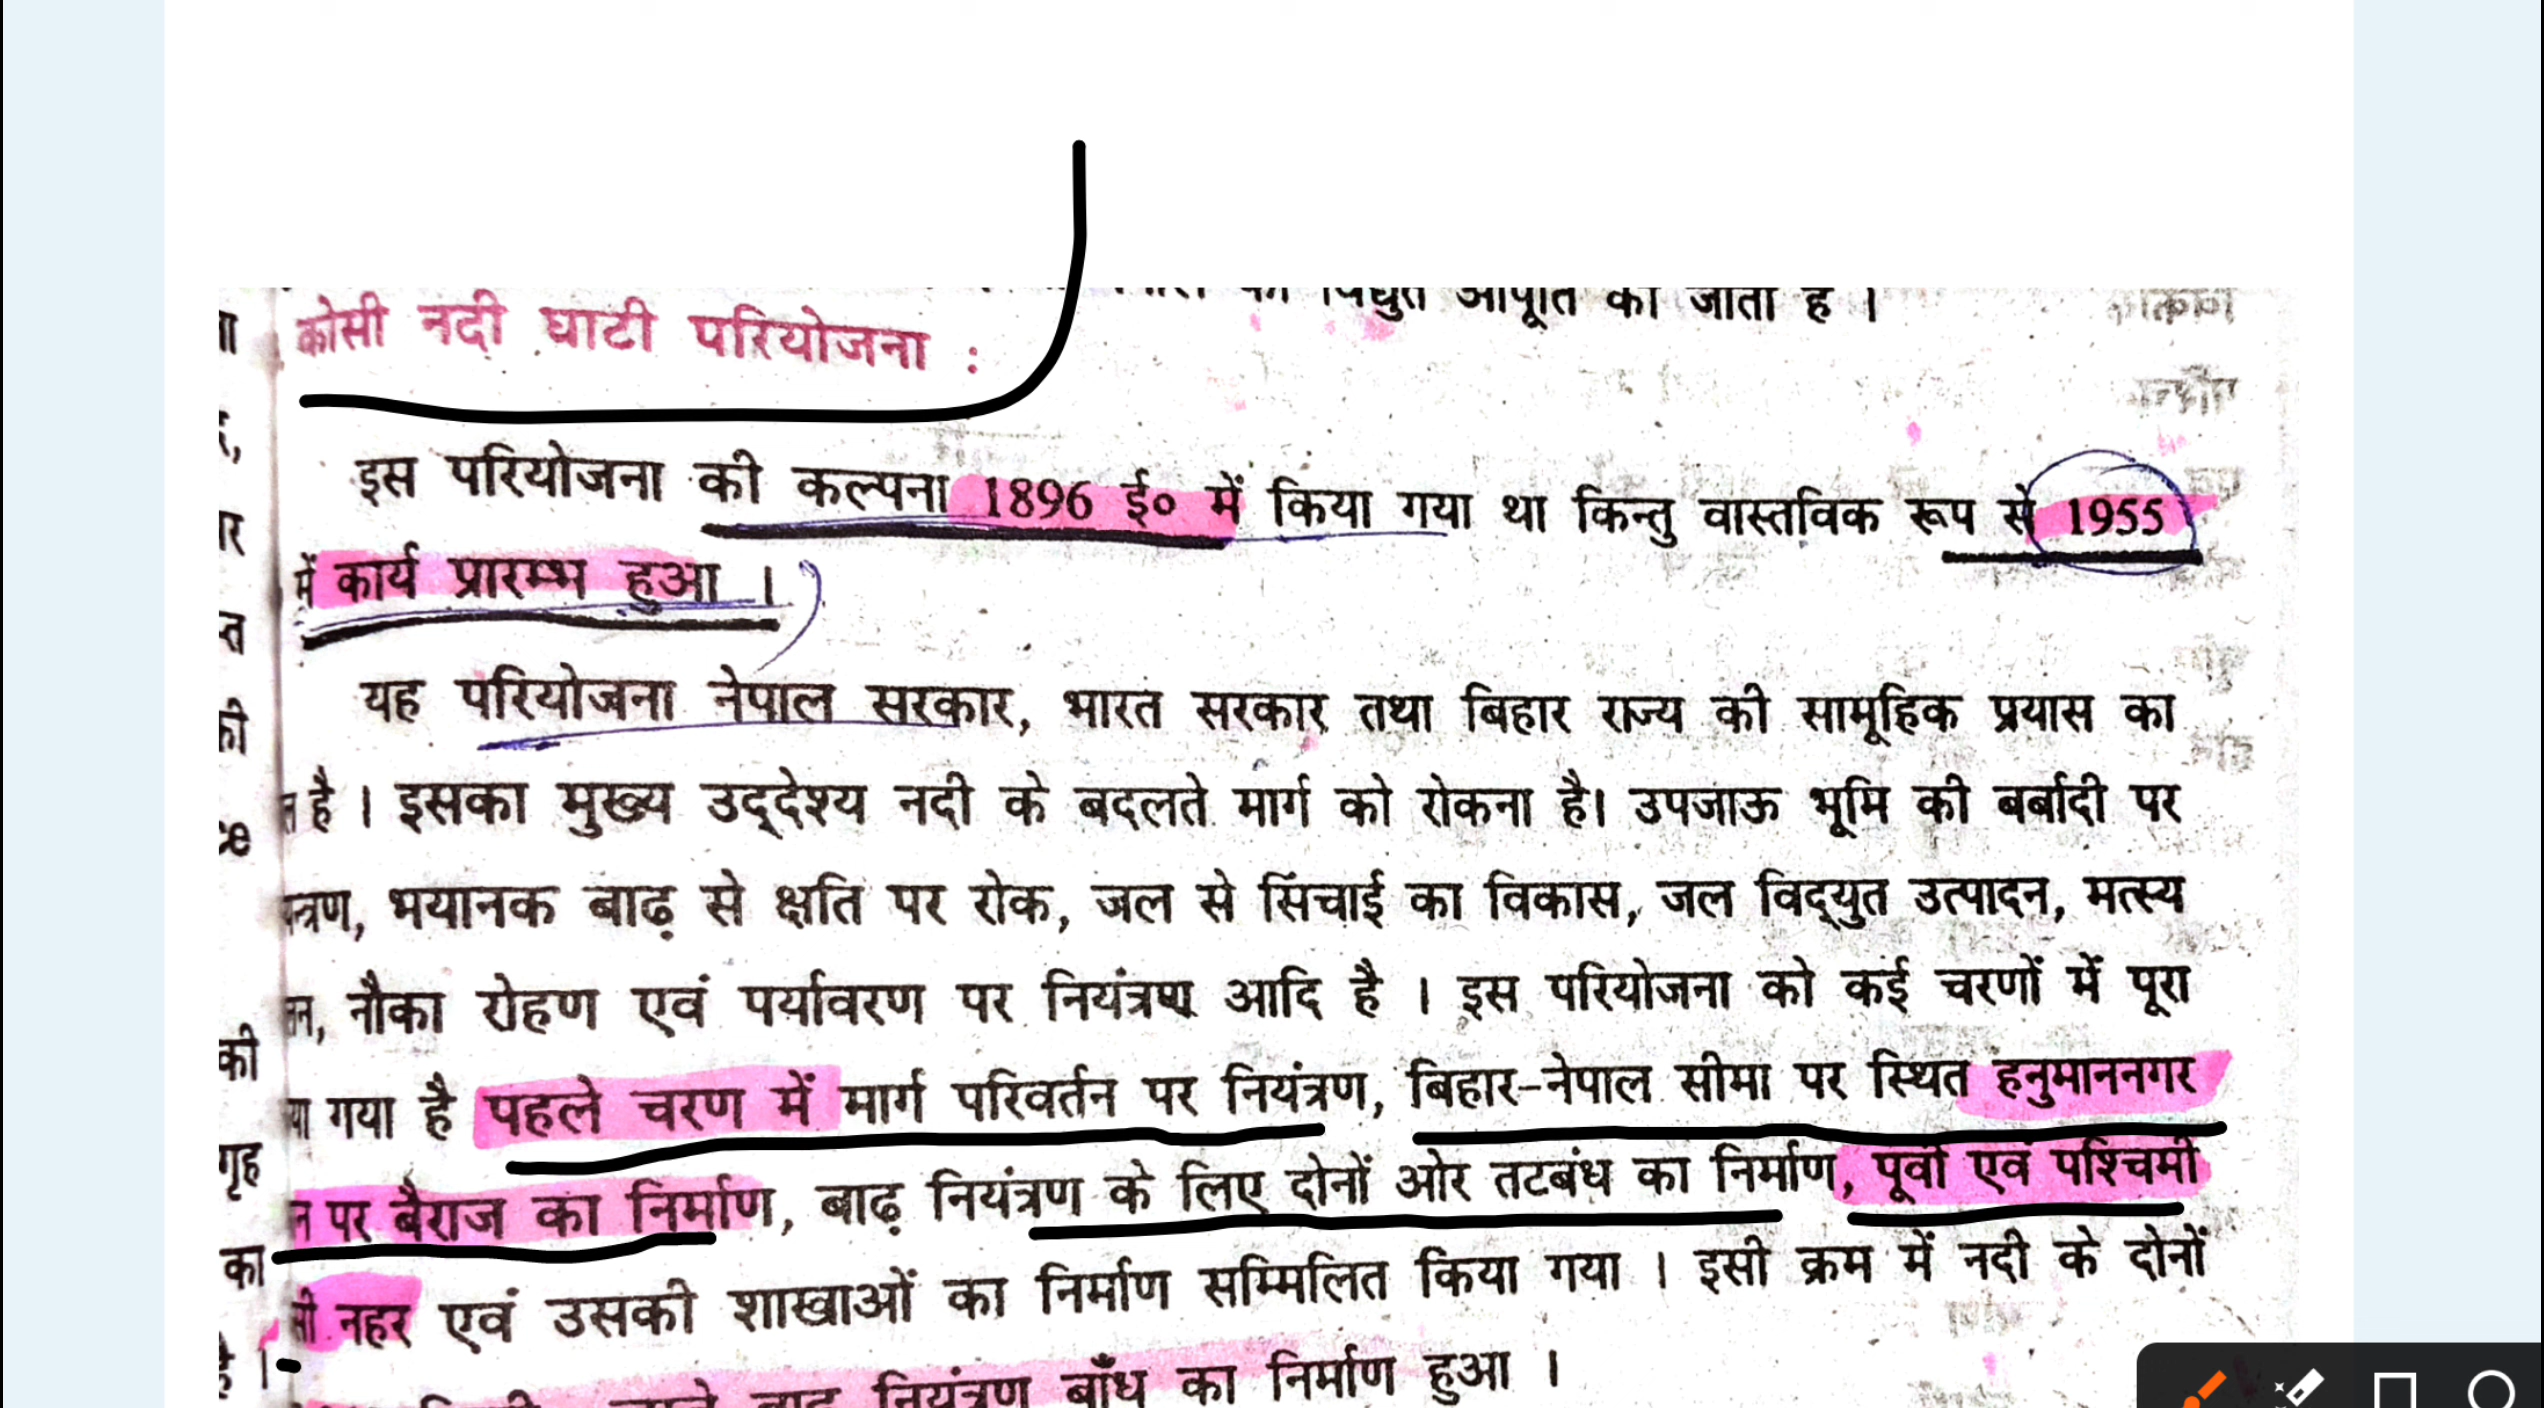 की जाती है ।
कोसी नदी घाटी परियोजना :
इस परियोजना की कल्पना 1896 ई० में किया गया था किन्तु वास्तविक रूप से 1955
में कार्य प्रारम्भ हुआ ।
यह परियोजना नेपाल सरकार, भारत सरकार तथा बिहार राज्य की सामूहिक प्रयास का
है । इसका मुख्य उद्देश्य नदी के बदलते मार्ग को रोकना है। उपजाऊ भूमि की बर्बादी पर
भयानक बाढ़ से क्षति पर रोक, जल से सिंचाई का विकास, जल विद्युत उत्पादन, मत्स्य
नौका रोहण एवं पर्यावरण पर नियंत्रण आदि है । इस परियोजना को कई चरणों में पूरा
गया है पहले चरण में मार्ग परिवर्तन पर नियंत्रण, बिहार-नेपाल सीमा पर स्थित हनुमाननगर
पर बैराज का निर्माण, बाढ़ नियंत्रण के लिए दोनों ओर तटबंध का निर्माण, पूर्वी एवं पश्चिमी
नहर एवं उसकी शाखाओं का निर्माण सम्मिलित किया गया । इसी क्रम में नदी के दोनों
नियंत्रण बाँध का निर्माण हुआ ।